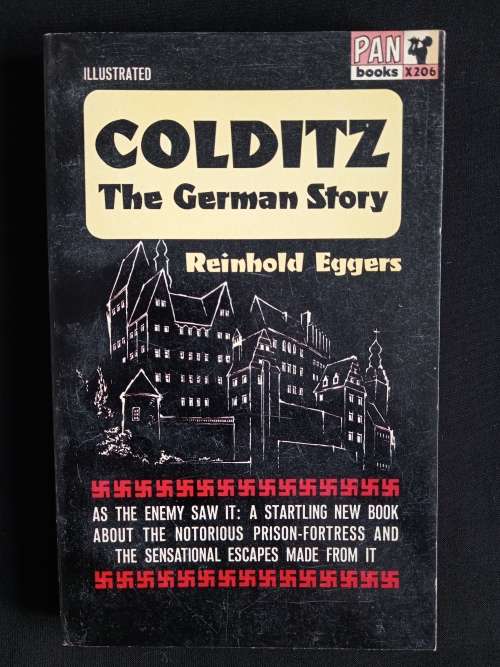 PAN
books X206
ILLUSTRATED
COLDITZ
The German Story
Reinhold Eggers
AS THE ENEMY SAW IT: A STARTLING NEW BOOK
ABOUT THE NOTORIOUS PRISON-FORTRESS AND
THE SENSATIONAL ESCAPES MADE FROM IT